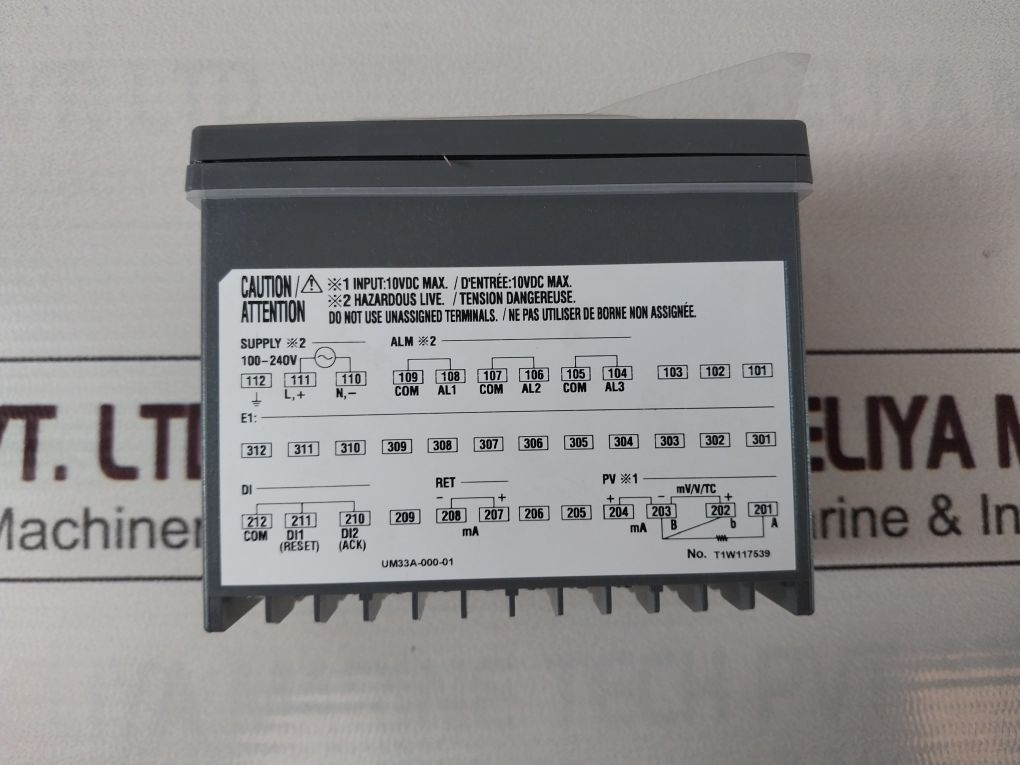 CAUTION/ ⚠ ※1 INPUT:10VDC MAX. / D'ENTRÉE:10VDC MAX.
ATTENTION ※2 HAZARDOUS LIVE. / TENSION DANGEREUSE.
DO NOT USE UNASSIGNED TERMINALS. / NE PAS UTILISER DE BORNE NON ASSIGNÉE.
SUPPLY ※2 ALM ※2
100-240V
112 111 110 109 108 107 106 105 104 103 102 101
L,+ N,- COM AL1 COM AL2 COM AL3
E1:
312 311 310 309 308 307 306 305 304 303 302 301
DI RET PV ※1
- + + - mV/V/TC +
212 211 210 209 208 207 206 205 204 203 202 201
COM DI1 DI2 mA mA B b A
(RESET) (ACK)
UM33A-000-01 No. T1W117539
VT. LT ELIYA M
Machiner arine & In